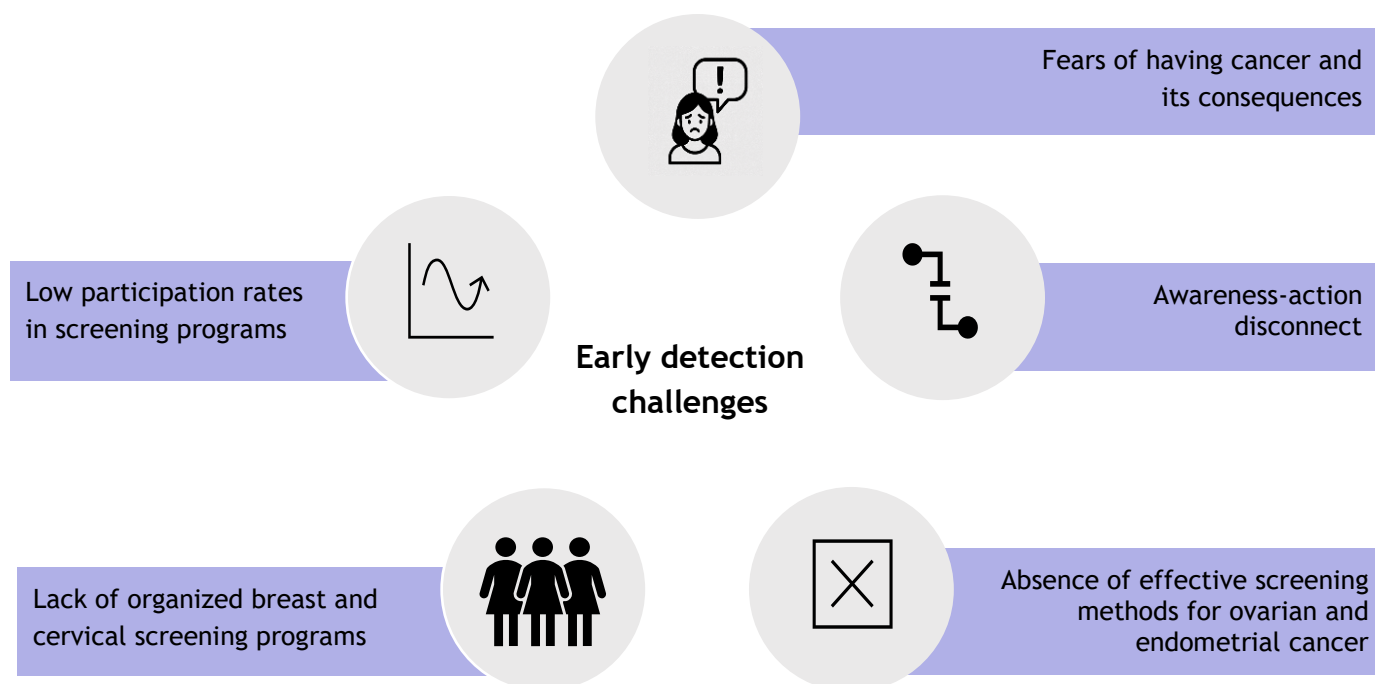 Fears of having cancer and
its consequences
Low participation rates
in screening programs
Awareness-action
disconnect
Early detection
challenges
Lack of organized breast and
cervical screening programs
Absence of effective screening
methods for ovarian and
endometrial cancer